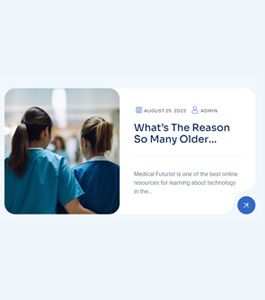 AUGUST 29, 2023 ADMIN
What's The Reason
So Many Older...
Medical Futurist is one of the best online
resources for learning about technology
in the...